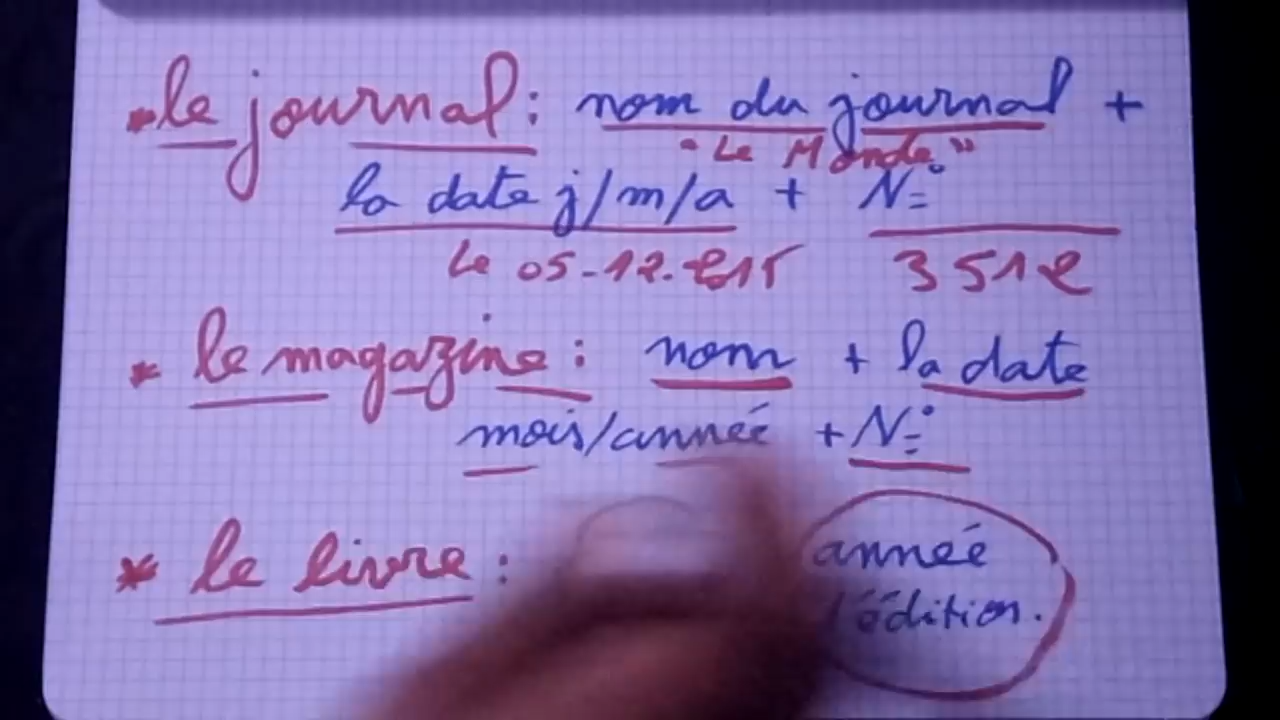 * le journal : nom du journal +
"Le Monde"
la date j/m/a + N°
Le 05-12-2015 3512
* le magazine : nom + la date
mois/année + N°
* le livre : année
d'édition.